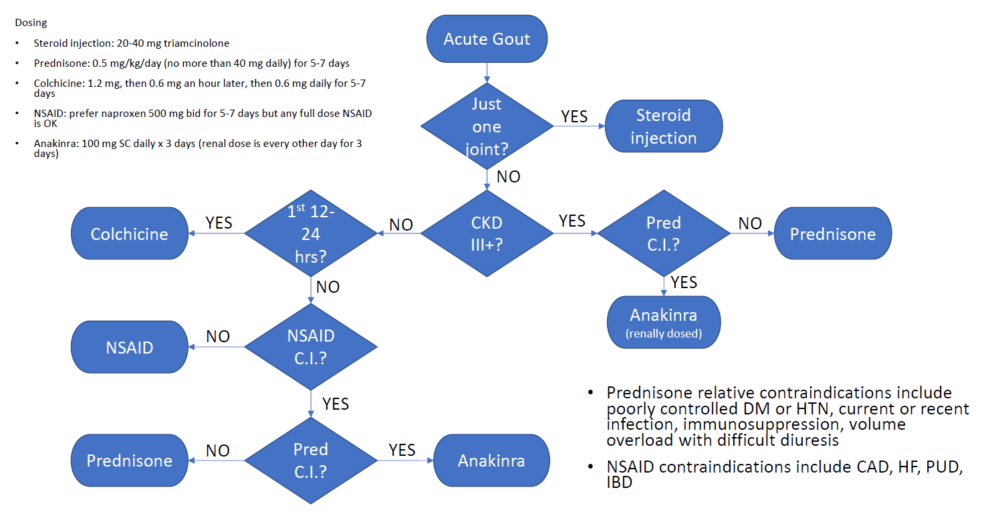 Dosing
• Steroid injection: 20-40 mg triamcinolone
• Prednisone: 0.5 mg/kg/day (no more than 40 mg daily) for 5-7 days
• Colchicine: 1.2 mg, then 0.6 mg an hour later, then 0.6 mg daily for 5-7
days
• NSAID: prefer naproxen 500 mg bid for 5-7 days but any full dose NSAID
is OK
• Anakinra: 100 mg SC daily x 3 days (renal dose is every other day for 3
days)
Acute Gout
Just
one
joint?
YES
Steroid
injection
NO
CKD
III+?
YES
Pred
C.I.?
NO
Prednisone
YES
Anakinra
(renally dosed)
NO
1st 12-
24
hrs?
YES
Colchicine
NO
NSAID
C.I.?
NO
NSAID
YES
Pred
C.I.?
NO
Prednisone
YES
Anakinra
• Prednisone relative contraindications include
poorly controlled DM or HTN, current or recent
infection, immunosuppression, volume
overload with difficult diuresis
• NSAID contraindications include CAD, HF, PUD,
IBD